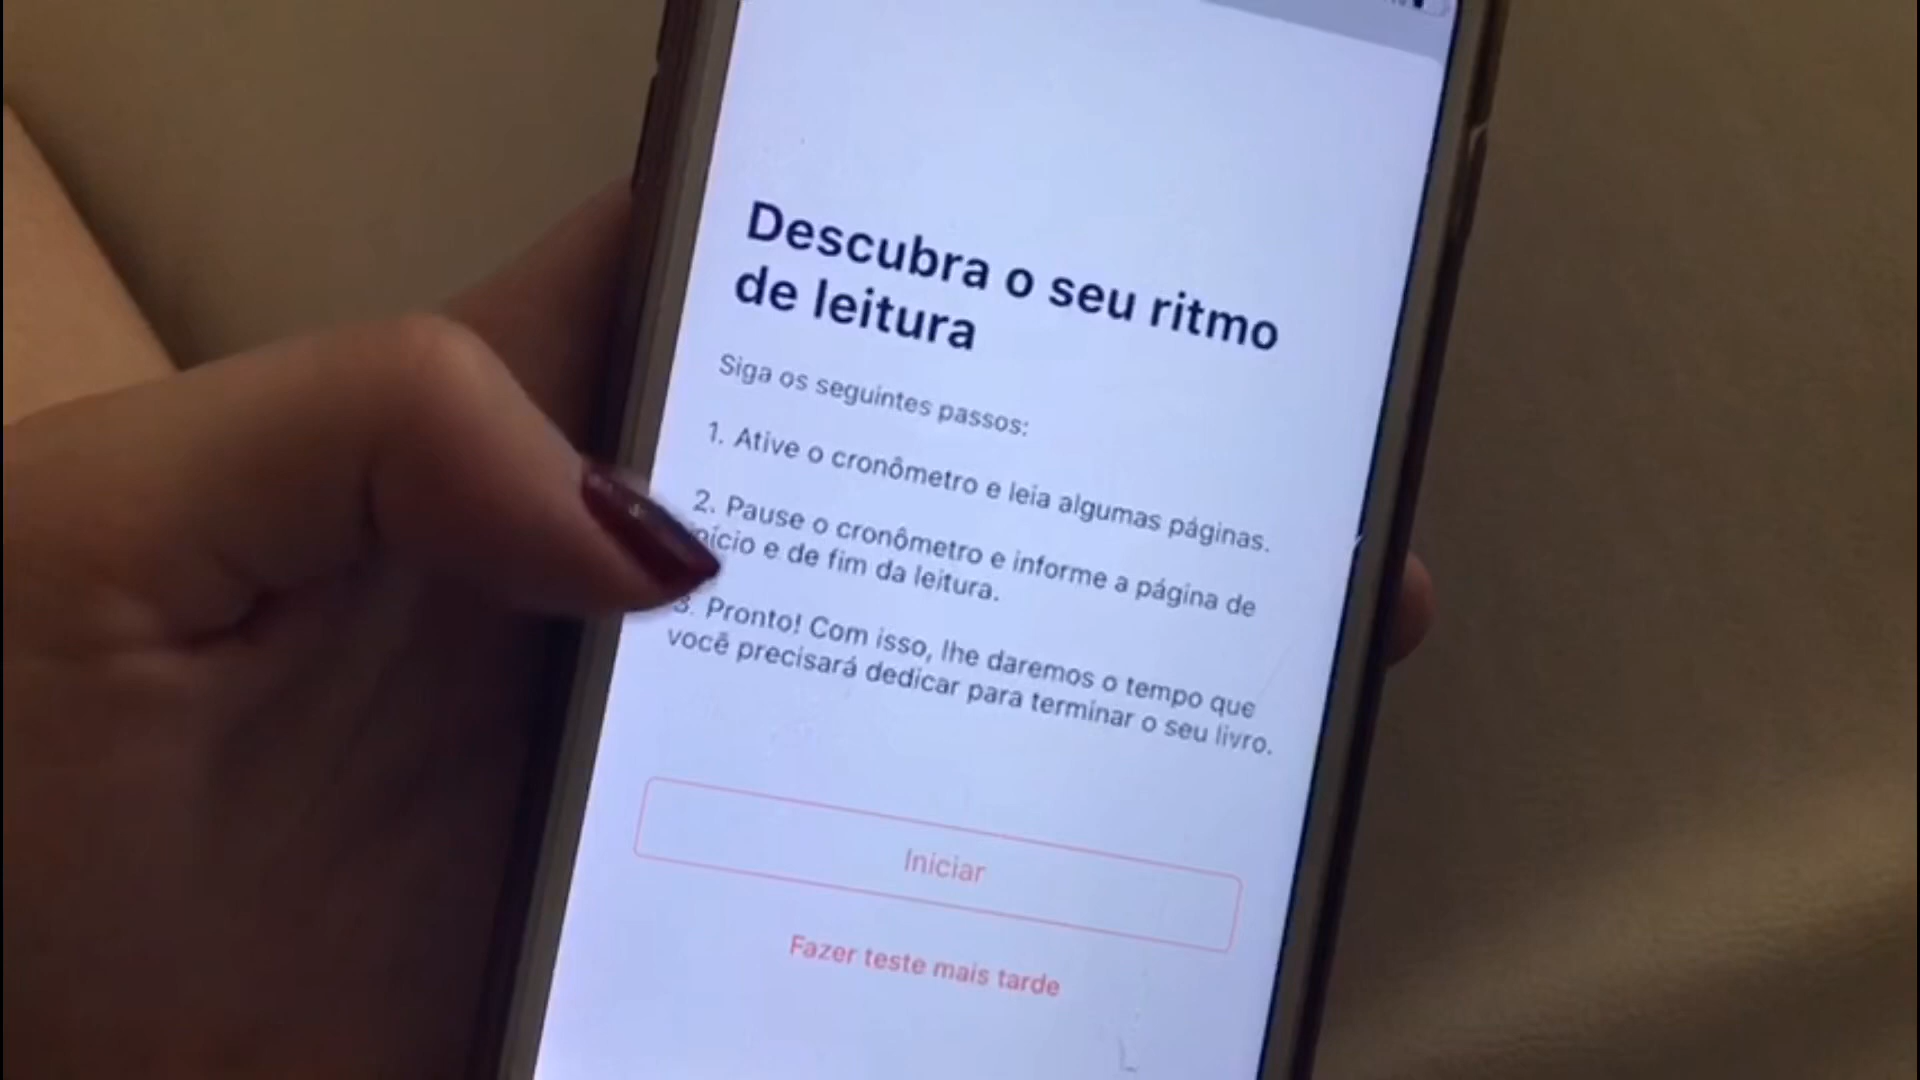 Descubra o seu ritmo
de leitura
Siga os seguintes passos:
1. Ative o cronômetro e leia algumas páginas.
2. Pause o cronômetro e informe a página de
início e de fim da leitura.
3. Pronto! Com isso, lhe daremos o tempo que
você precisará dedicar para terminar o seu livro.
Iniciar
Fazer teste mais tarde